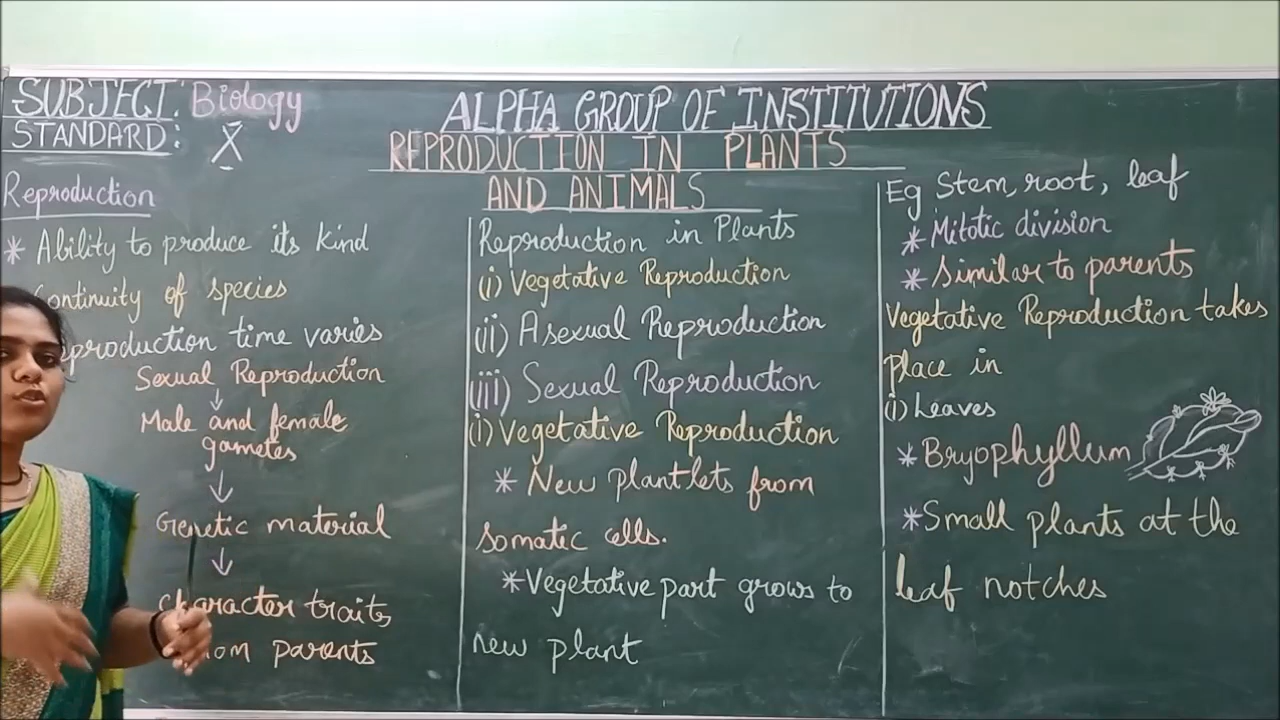 SUBJECT: Biology
STANDARD: X
ALPHA GROUP OF INSTITUTIONS
REPRODUCTION IN PLANTS
AND ANIMALS
Reproduction
* Ability to produce its kind
Continuity of species
eproduction time varies
Sexual Reproduction
↓
Male and female
gametes
↓
Genetic material
↓
Character traits
from parents
Reproduction in Plants
(i) Vegetative Reproduction
(ii) Asexual Reproduction
(iii) Sexual Reproduction
(i) Vegetative Reproduction
* New plantlets from
somatic cells.
* Vegetative part grows to
new plant
Eg Stem, root, leaf
* Mitotic division
* Similar to parents
Vegetative Reproduction takes
place in
(i) Leaves
* Bryophyllum
* Small plants at the
leaf notches